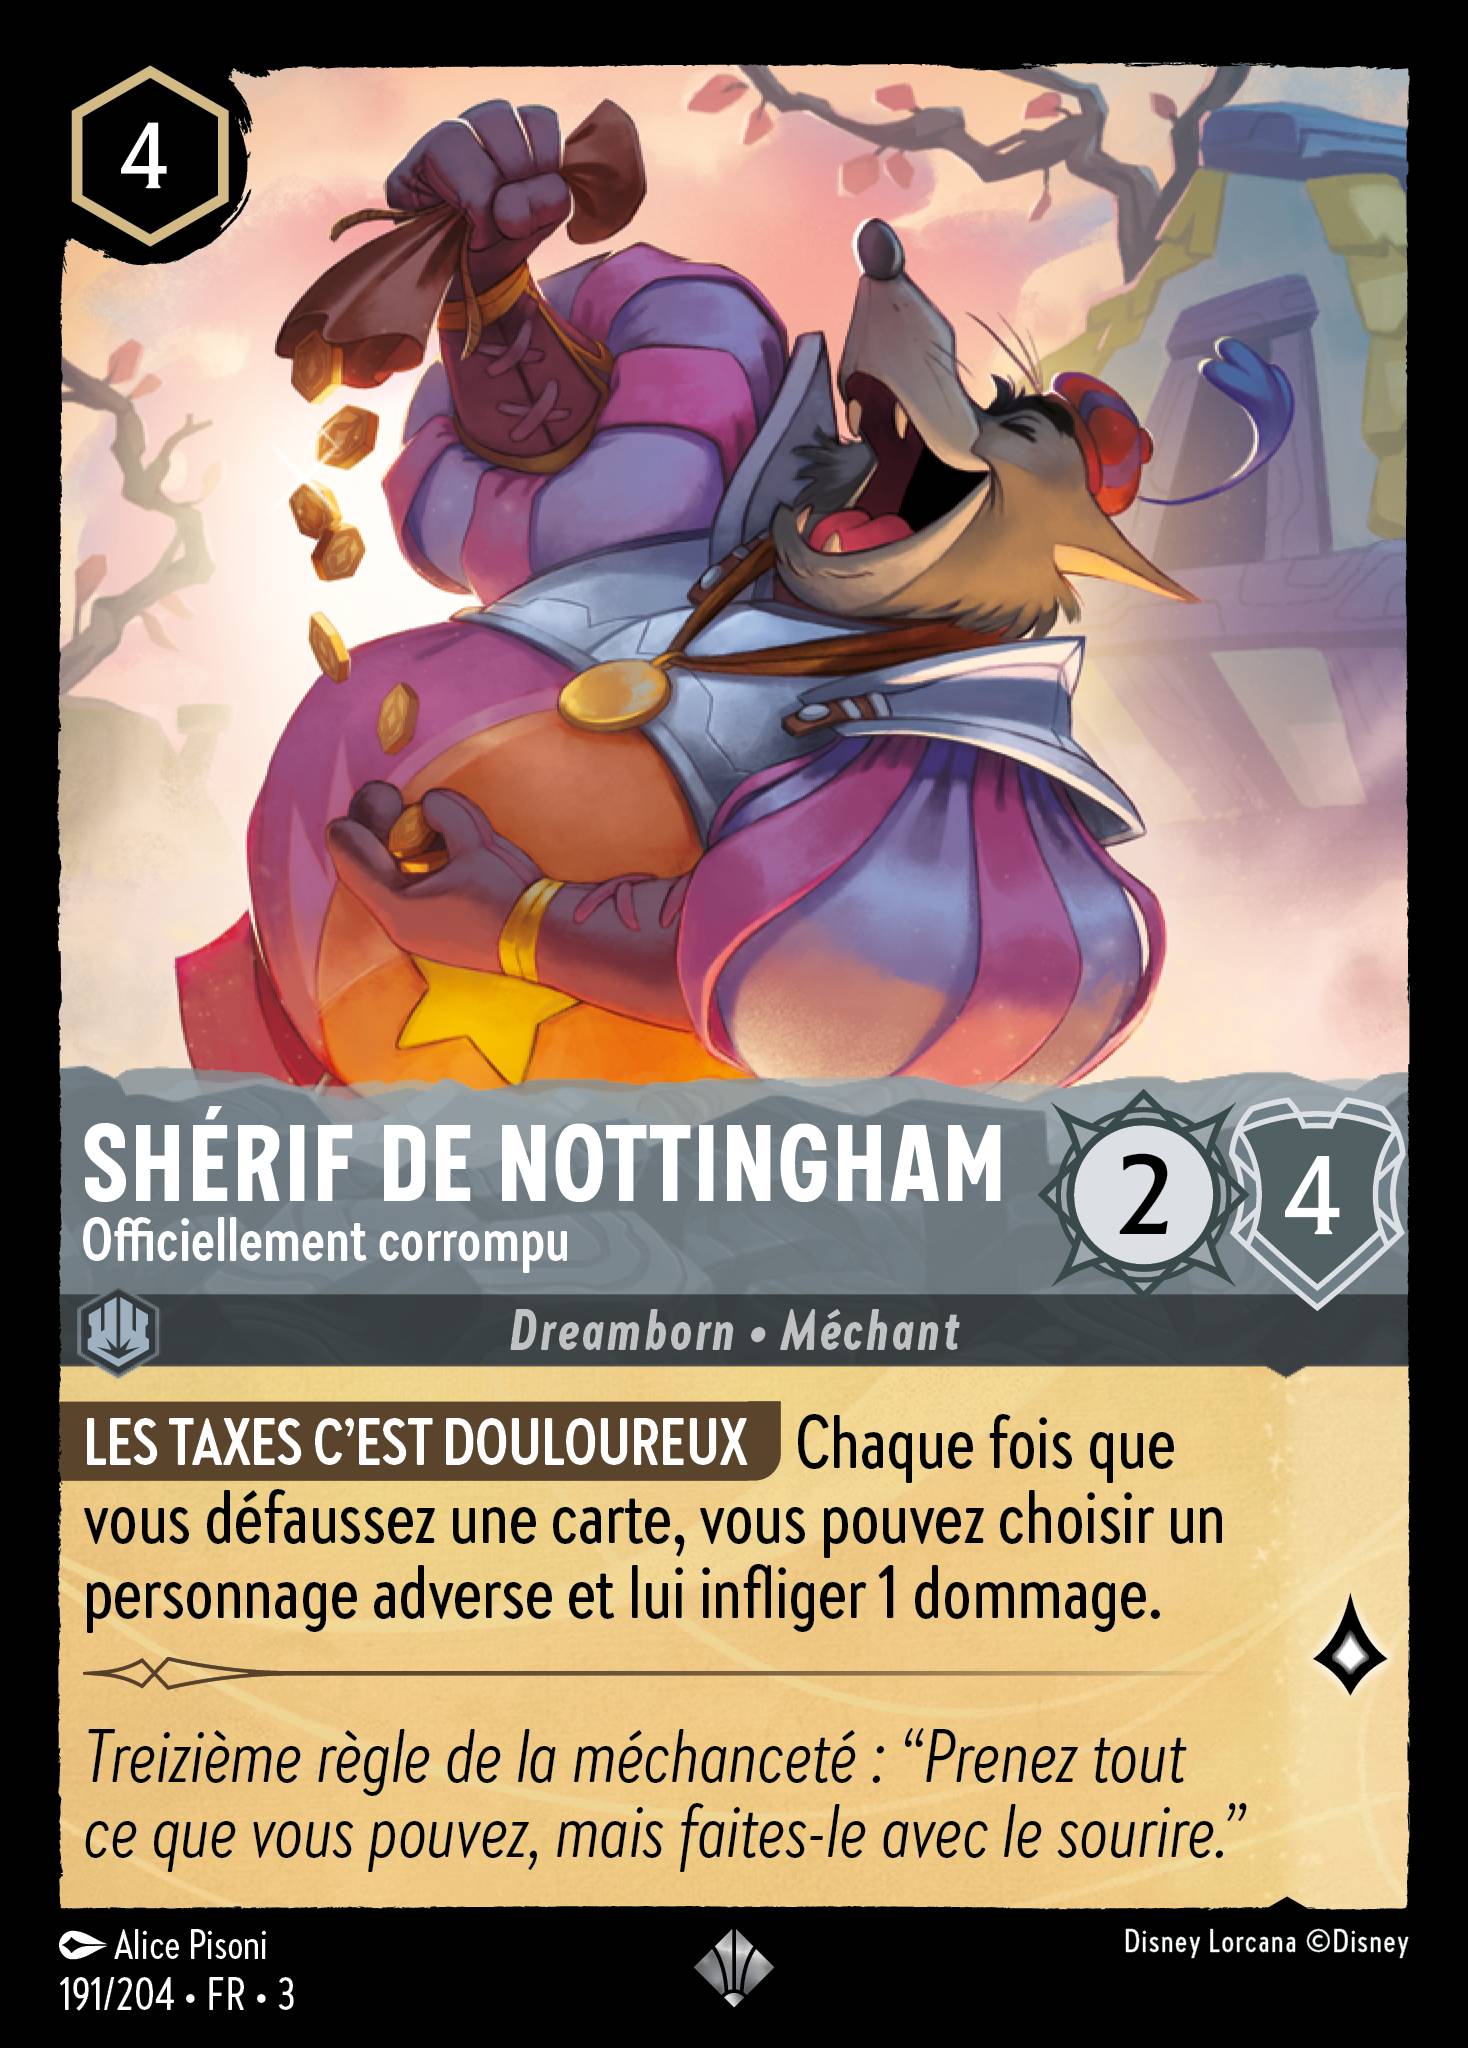 4
SHÉRIF DE NOTTINGHAM
Officiellement corrompu
2
4
Dreamborn • Méchant
LES TAXES C’EST DOULOUREUX Chaque fois que
vous défaussez une carte, vous pouvez choisir un
personnage adverse et lui infliger 1 dommage.
Treizième règle de la méchanceté : “Prenez tout
ce que vous pouvez, mais faites-le avec le sourire.”
Alice Pisoni
Disney Lorcana ©Disney
191/204 • FR • 3